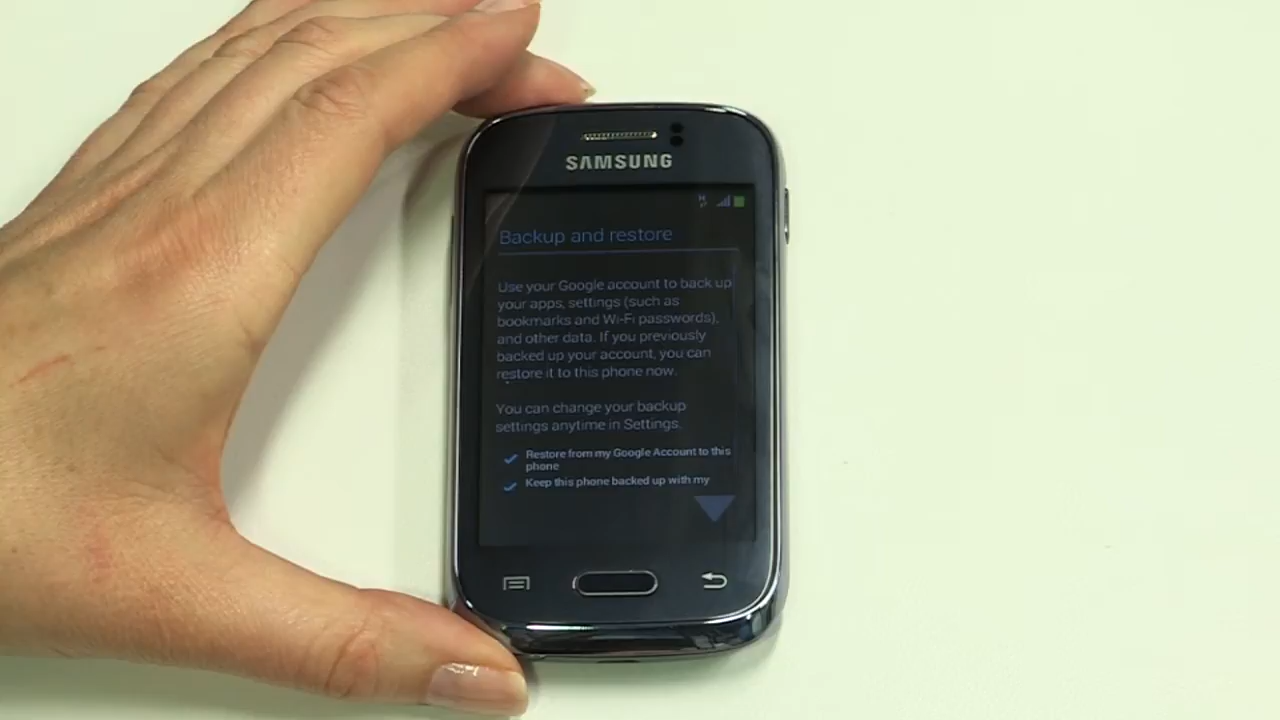 SAMSUNG
Backup and restore
Use your Google account to back up
your apps, settings (such as
bookmarks and Wi-Fi passwords),
and other data. If you previously
backed up your account, you can
restore it to this phone now.
You can change your backup
settings anytime in Settings.
Restore from my Google Account to this
phone
Keep this phone backed up with my